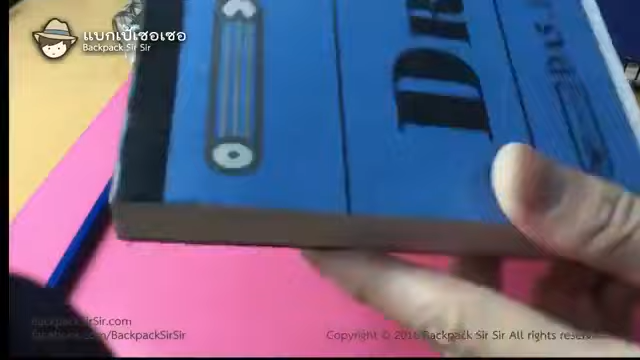 แบกเป้เซอเซอ
Backpack Sir Sir
DR
BackpackSirSir.com
facebook.com/BackpackSirSir
Copyright © 2016 Backpack Sir Sir All rights reserved